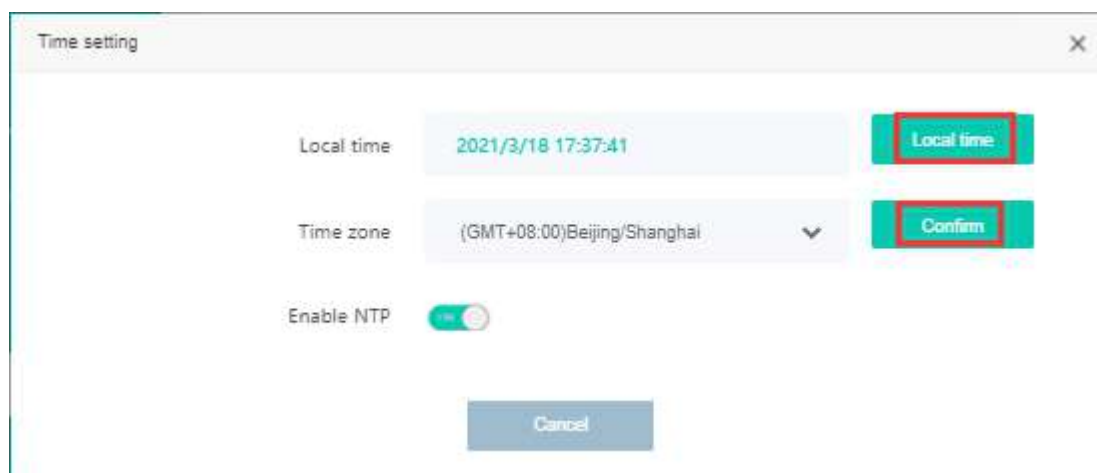 Time setting
Local time 2021/3/18 17:37:41 Local time
Time zone (GMT+08:00)Beijing/Shanghai Confirm
Enable NTP
Cancel